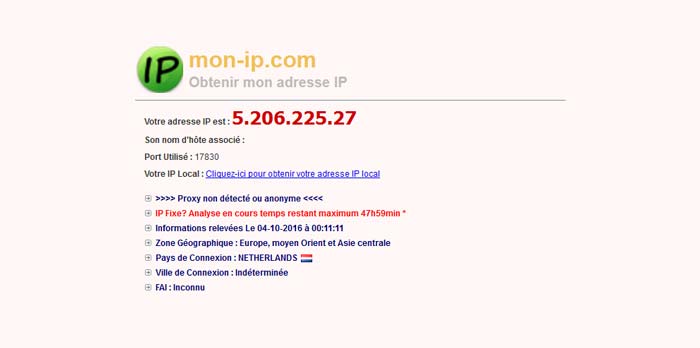 IP
mon-ip.com
Obtenir mon adresse IP
Votre adresse IP est : 5.206.225.27
Son nom d'hôte associé :
Port Utilisé : 17830
Votre IP Local : Cliquez-ici pour obtenir votre adresse IP local
>>>> Proxy non détecté ou anonyme <<<<
IP Fixe? Analyse en cours temps restant maximum 47h59min *
Informations relevées Le 04-10-2016 à 00:11:11
Zone Géographique : Europe, moyen Orient et Asie centrale
Pays de Connexion : NETHERLANDS
Ville de Connexion : Indéterminée
FAI : Inconnu